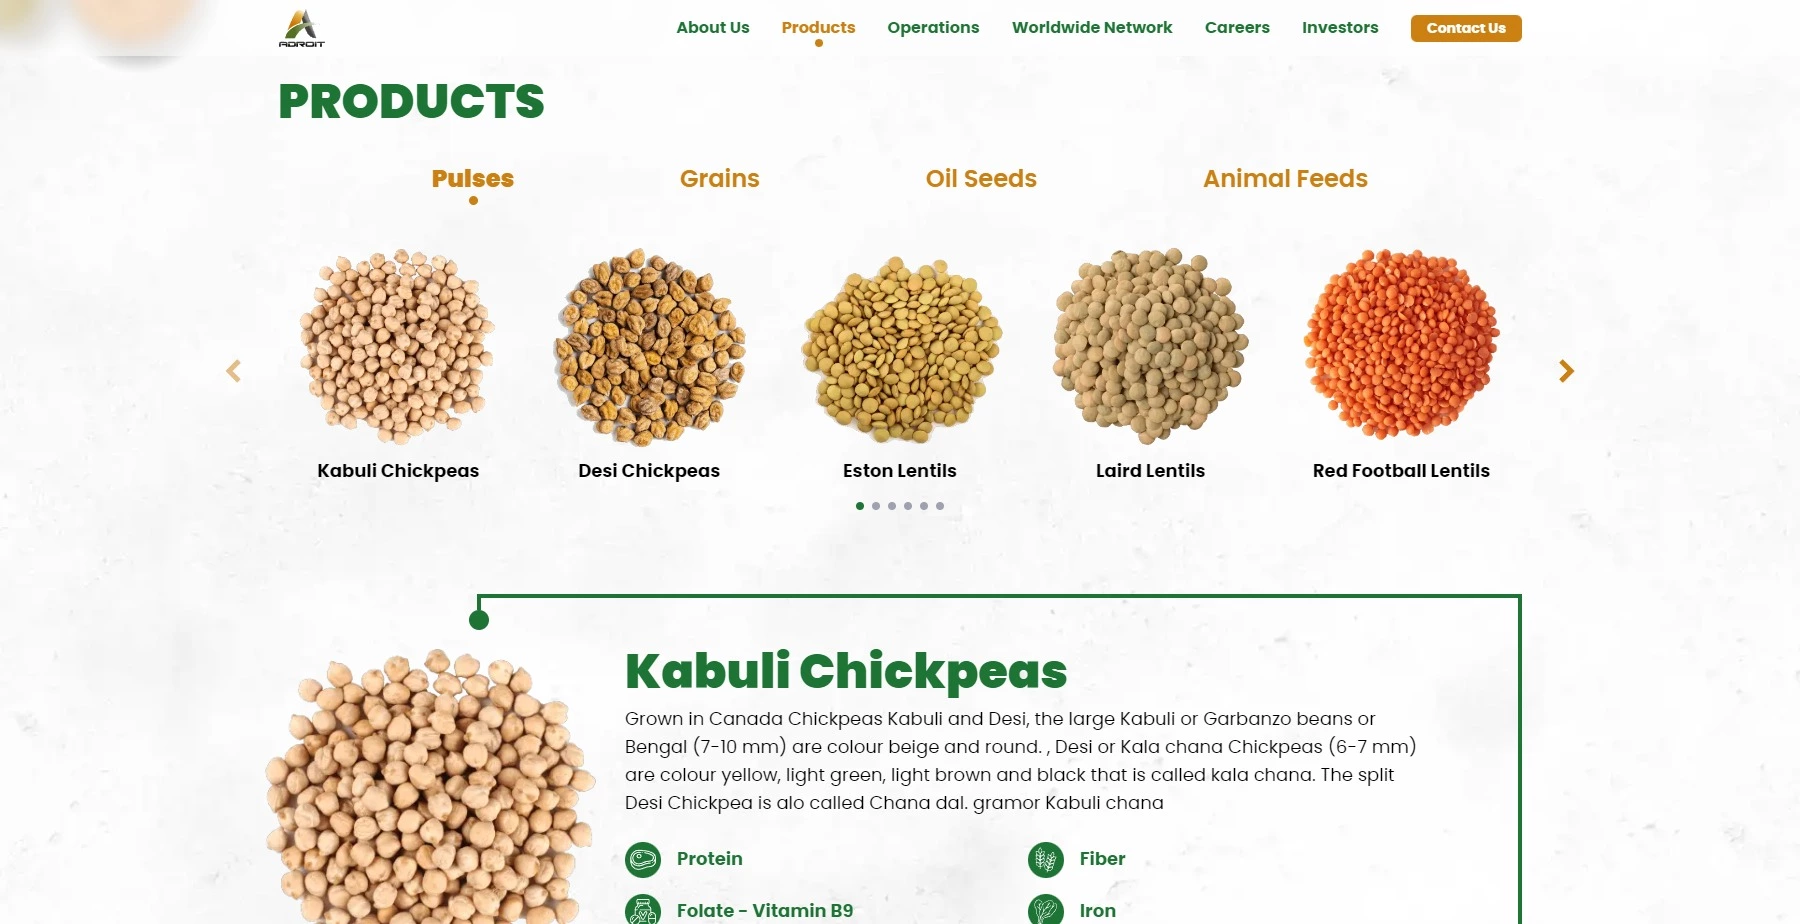 ADROIT
About Us
Products
Operations
Worldwide Network
Careers
Investors
Contact Us
PRODUCTS
Pulses
Grains
Oil Seeds
Animal Feeds
Kabuli Chickpeas
Desi Chickpeas
Eston Lentils
Laird Lentils
Red Football Lentils
Kabuli Chickpeas
Grown in Canada Chickpeas Kabuli and Desi, the large Kabuli or Garbanzo beans or
Bengal (7-10 mm) are colour beige and round. , Desi or Kala chana Chickpeas (6-7 mm)
are colour yellow, light green, light brown and black that is called kala chana. The split
Desi Chickpea is alo called Chana dal. gramor Kabuli chana
Protein
Fiber
Folate - Vitamin B9
Iron